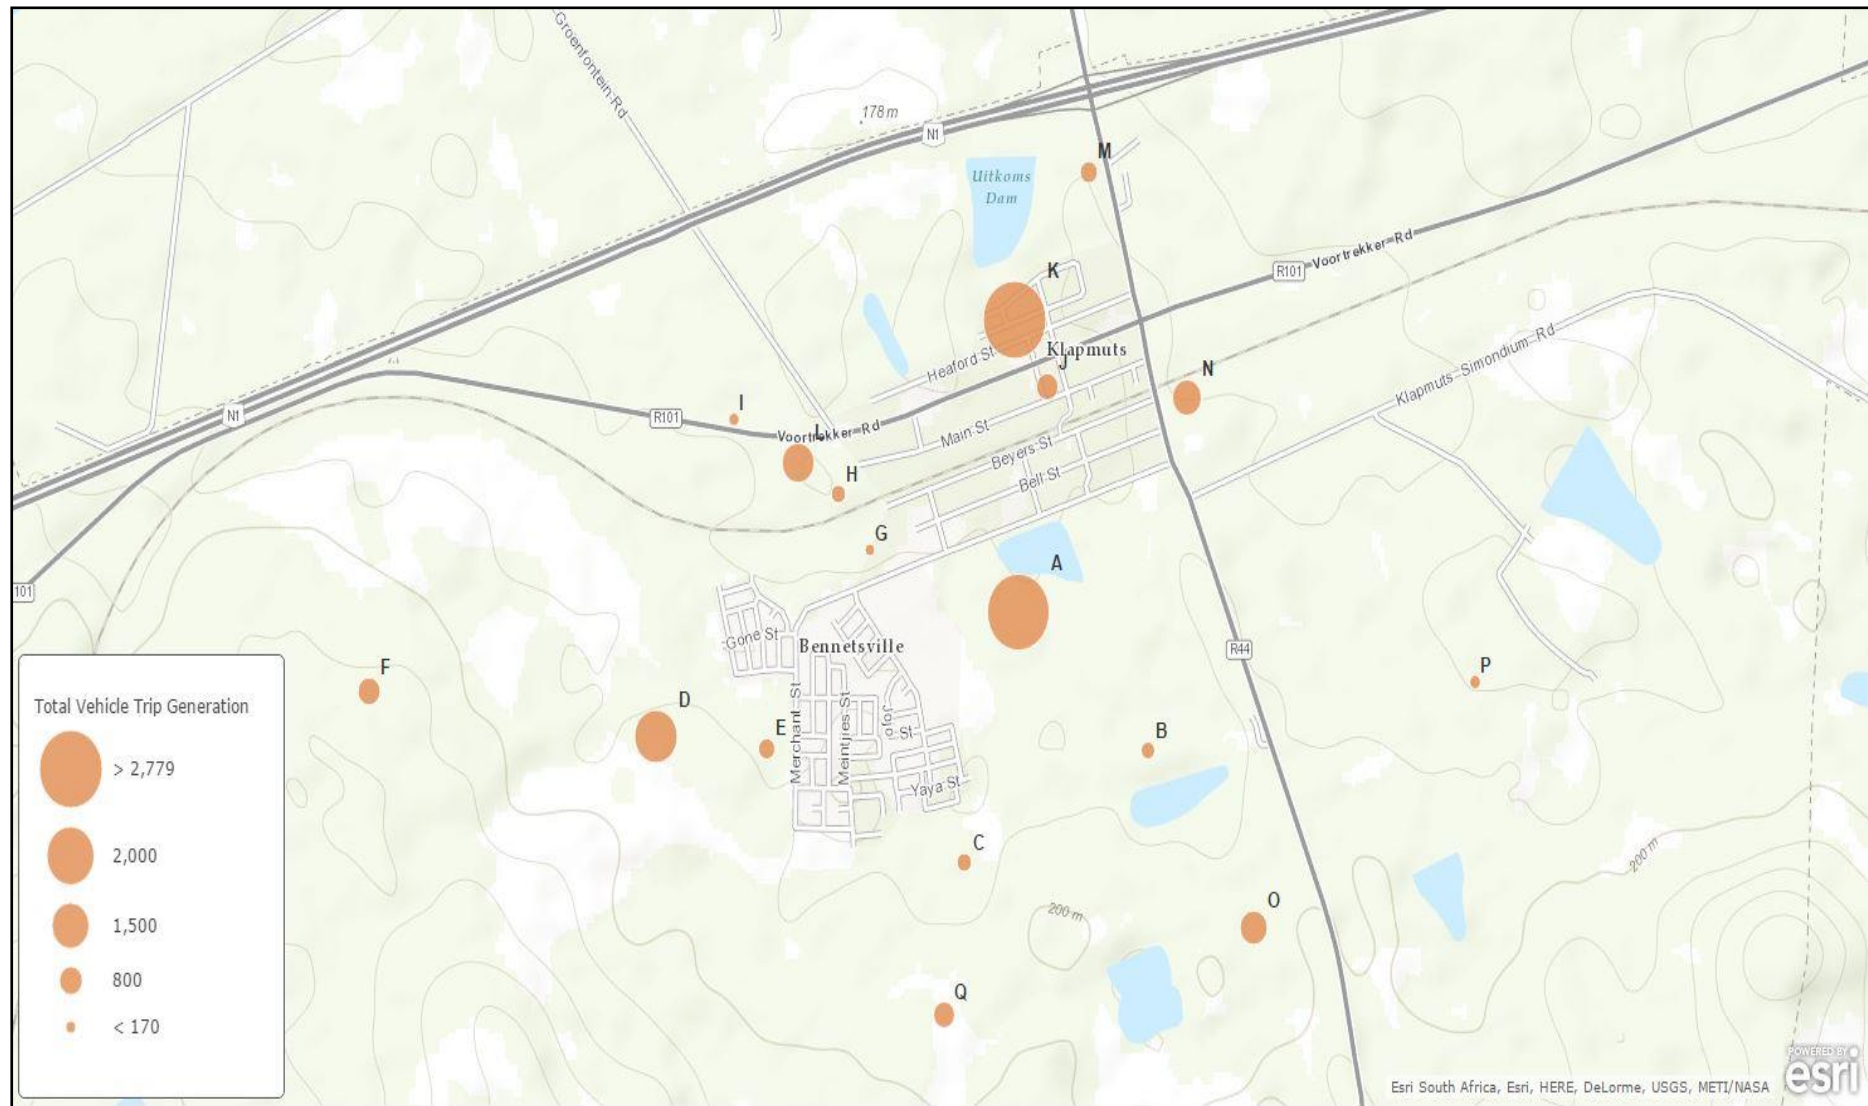 Groenfontein-Rd
178 m
N1
M
Uitkoms
Dam
K
R101
Voortrekker-Rd
Klapmuts
Heaford St
J
N
Klapmuts-Simondium-Rd
N1
R101
I
Voortrekker-Rd
L
Main St
Beyers St
Bell St
H
G
A
101
Gone St
Bennetsville
R44
P
F
D
E
Merchant St
Meintjies St
Jojo
St
B
Yaya St
C
200 m
200 m
O
Q
Total Vehicle Trip Generation
> 2,779
2,000
1,500
800
< 170
POWERED BY
esri
Esri South Africa, Esri, HERE, DeLorme, USGS, METI/NASA